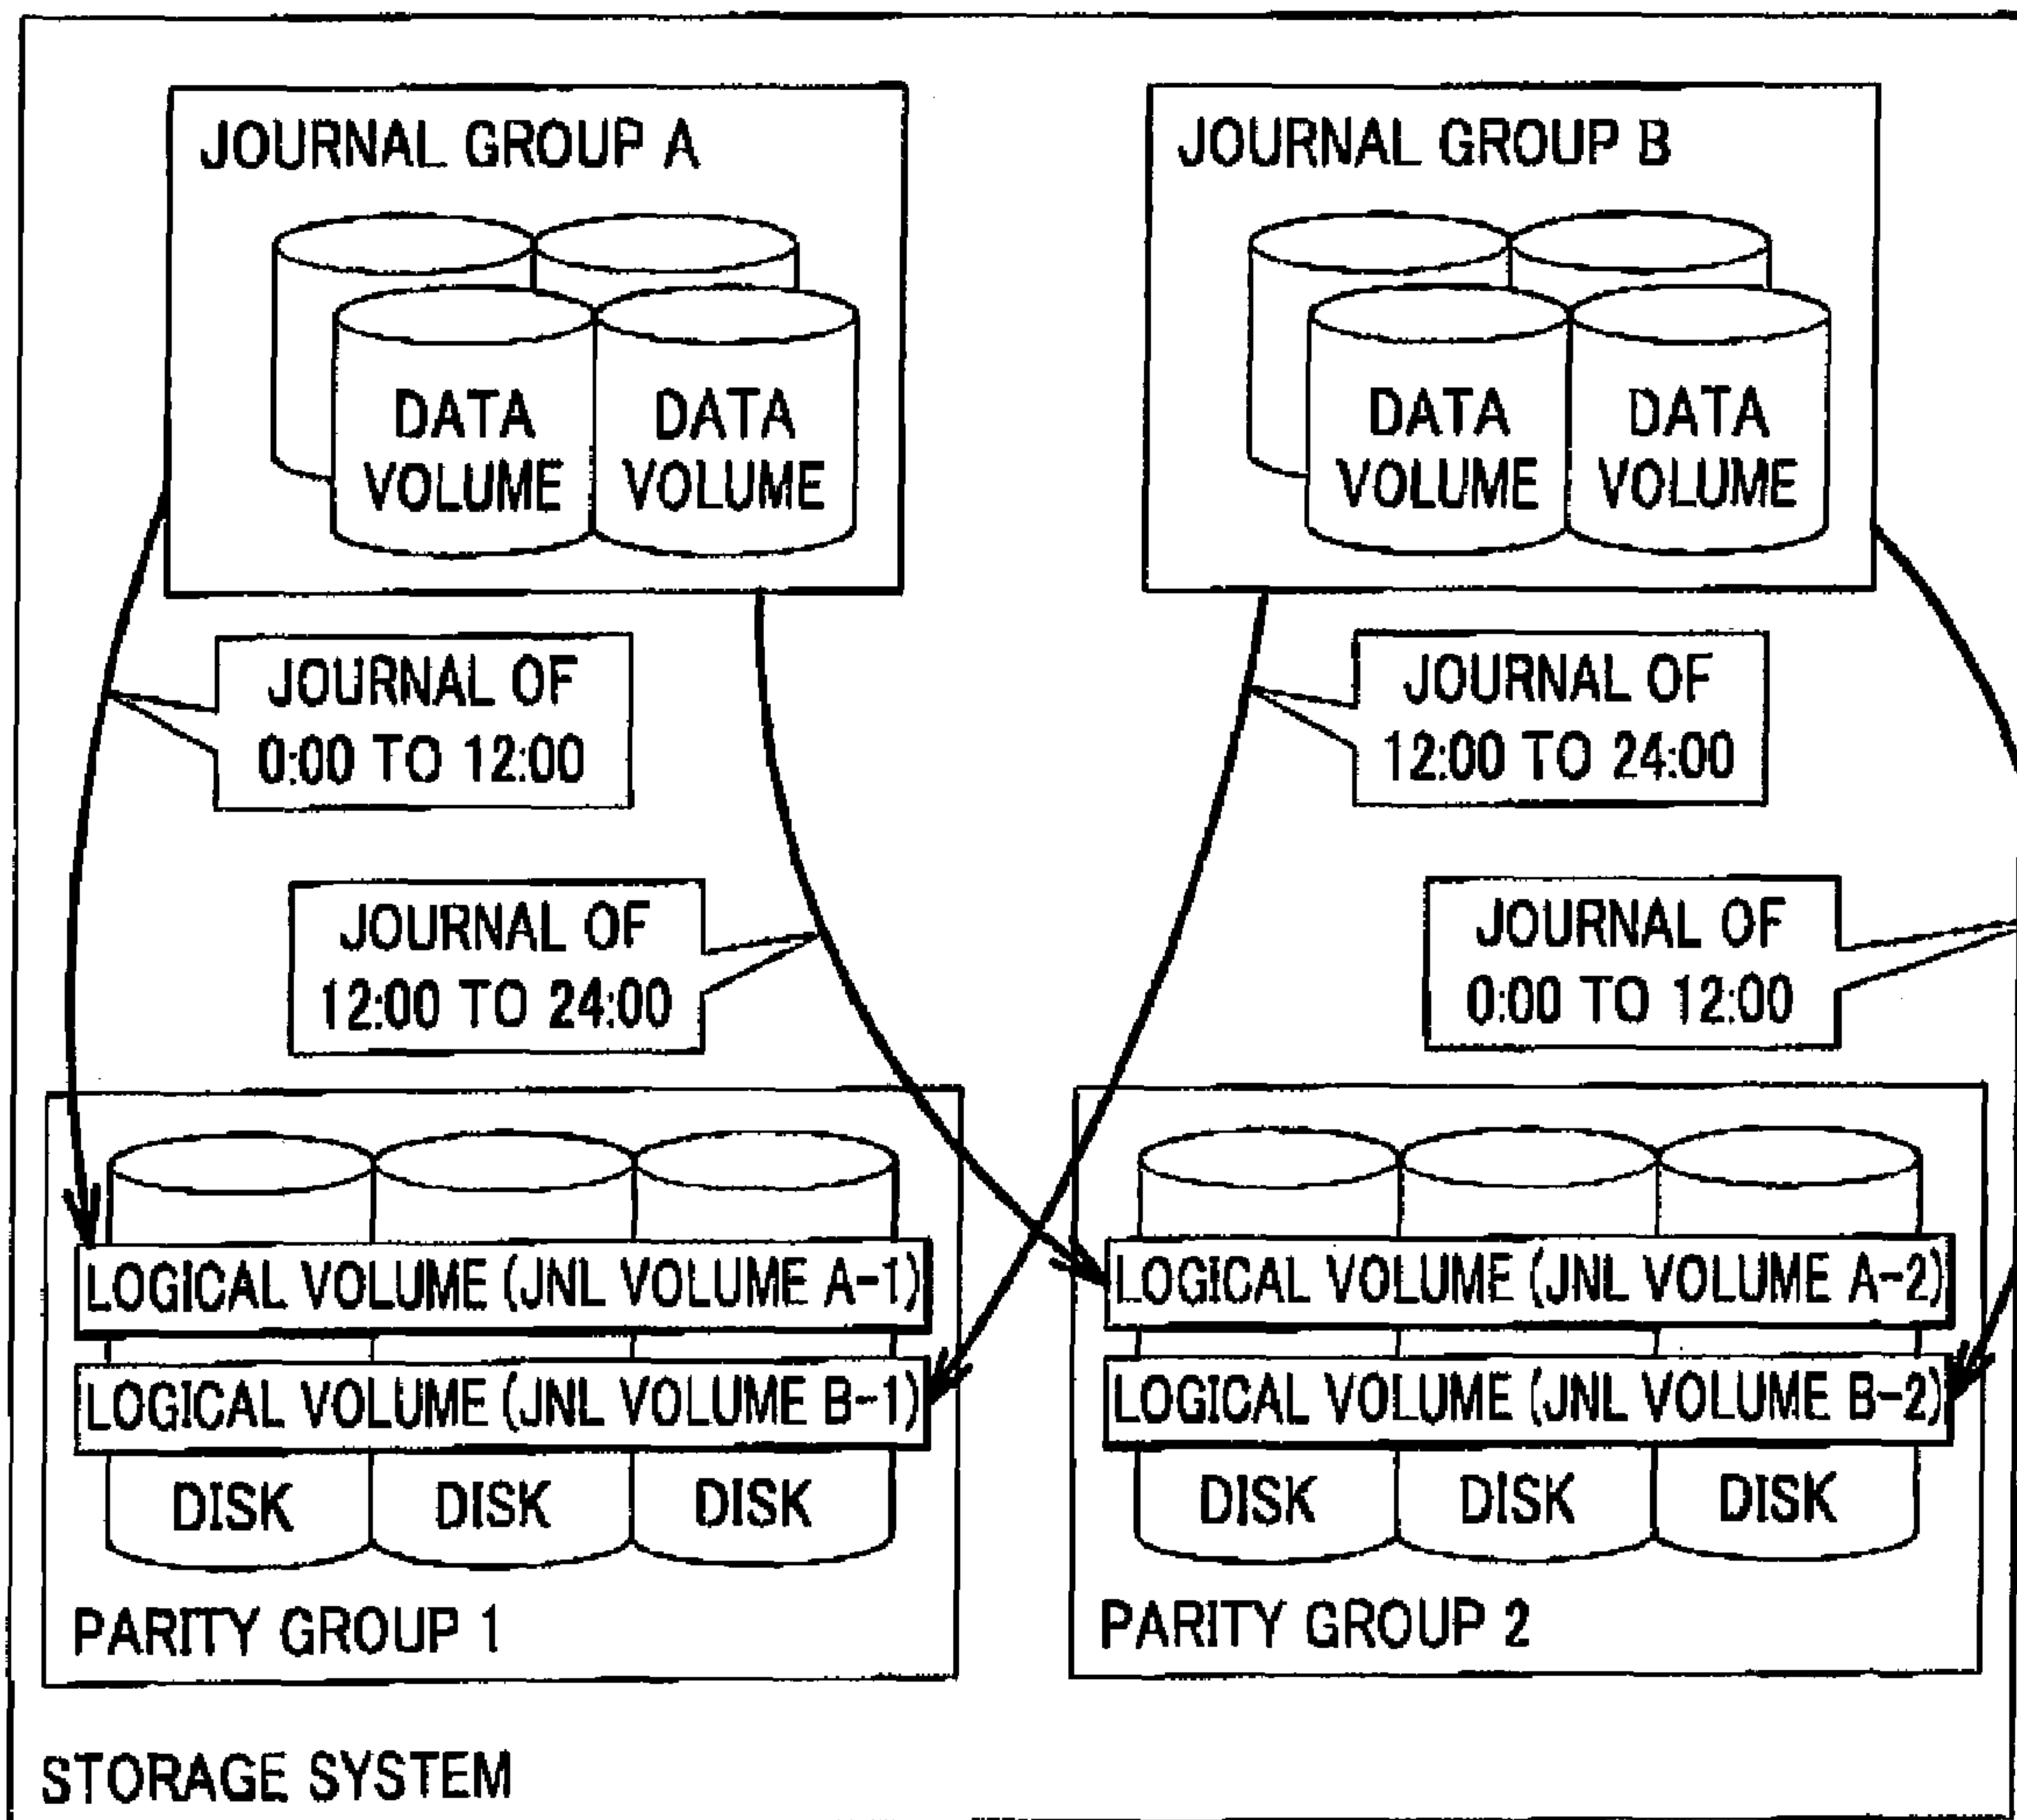 JOURNAL GROUP A
DATA
VOLUME
DATA
VOLUME
JOURNAL GROUP B
DATA
VOLUME
DATA
VOLUME
JOURNAL OF
0:00 TO 12:00
JOURNAL OF
12:00 TO 24:00
JOURNAL OF
12:00 TO 24:00
JOURNAL OF
0:00 TO 12:00
LOGICAL VOLUME (JNL VOLUME A-1)
LOGICAL VOLUME (JNL VOLUME B-1)
DISK
DISK
DISK
PARITY GROUP 1
LOGICAL VOLUME (JNL VOLUME A-2)
LOGICAL VOLUME (JNL VOLUME B-2)
DISK
DISK
DISK
PARITY GROUP 2
STORAGE SYSTEM